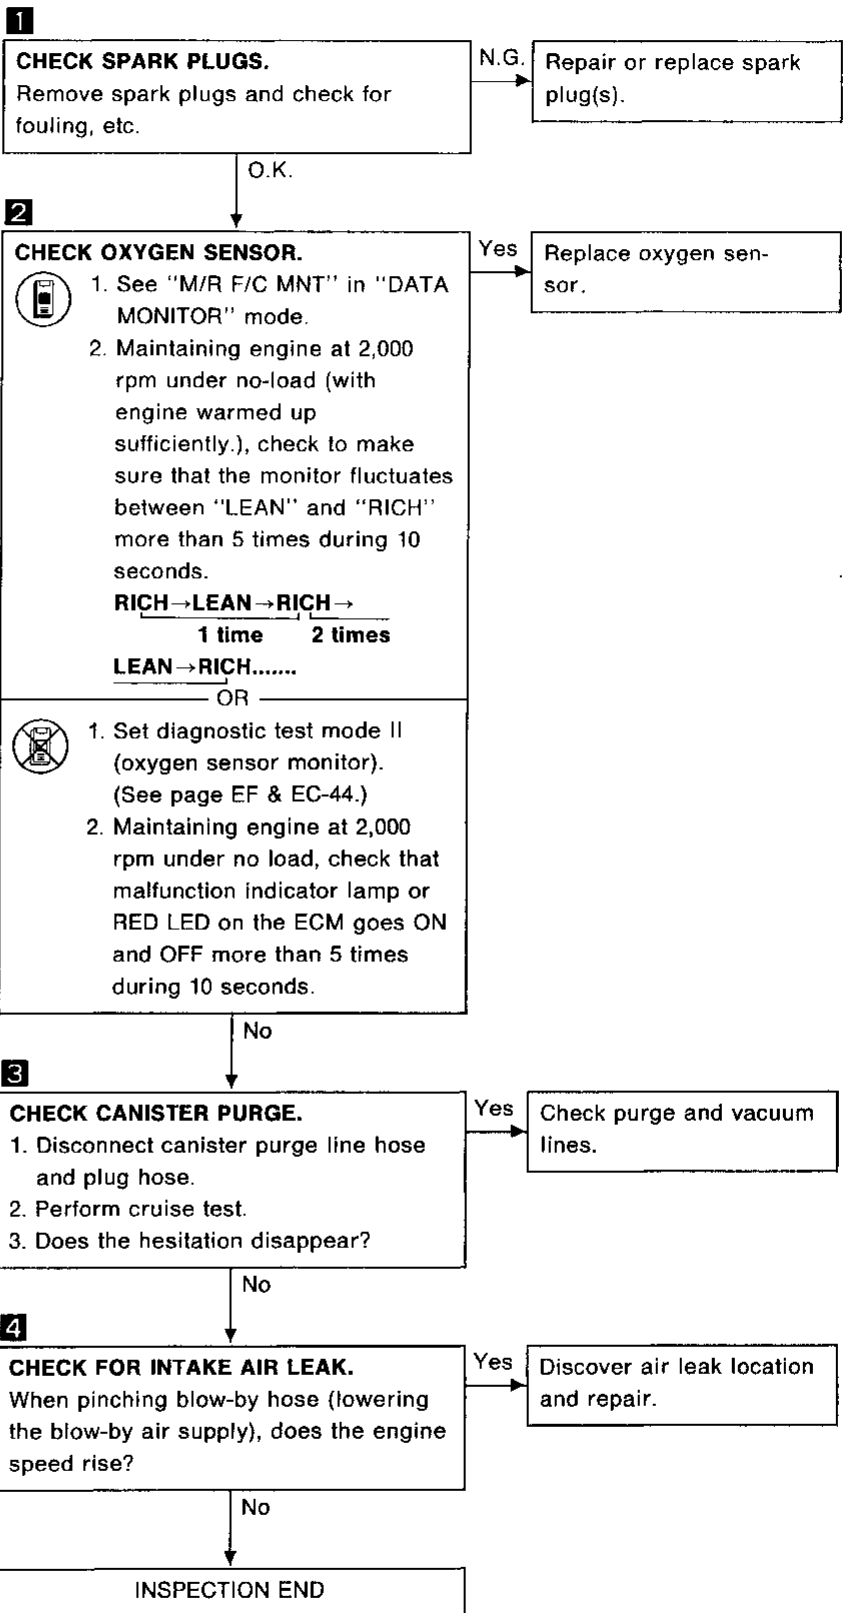 1
CHECK SPARK PLUGS.
Remove spark plugs and check for
fouling, etc.
N.G.
Repair or replace spark
plug(s).
O.K.
2
CHECK OXYGEN SENSOR.
1. See "M/R F/C MNT" in "DATA
MONITOR" mode.
2. Maintaining engine at 2,000
rpm under no-load (with
engine warmed up
sufficiently.), check to make
sure that the monitor fluctuates
between "LEAN" and "RICH"
more than 5 times during 10
seconds.
RICH→LEAN→RICH→
1 time 2 times
LEAN→RICH.......
OR
1. Set diagnostic test mode II
(oxygen sensor monitor).
(See page EF & EC-44.)
2. Maintaining engine at 2,000
rpm under no load, check that
malfunction indicator lamp or
RED LED on the ECM goes ON
and OFF more than 5 times
during 10 seconds.
Yes
Replace oxygen sen-
sor.
No
3
CHECK CANISTER PURGE.
1. Disconnect canister purge line hose
and plug hose.
2. Perform cruise test.
3. Does the hesitation disappear?
Yes
Check purge and vacuum
lines.
No
4
CHECK FOR INTAKE AIR LEAK.
When pinching blow-by hose (lowering
the blow-by air supply), does the engine
speed rise?
Yes
Discover air leak location
and repair.
No
INSPECTION END